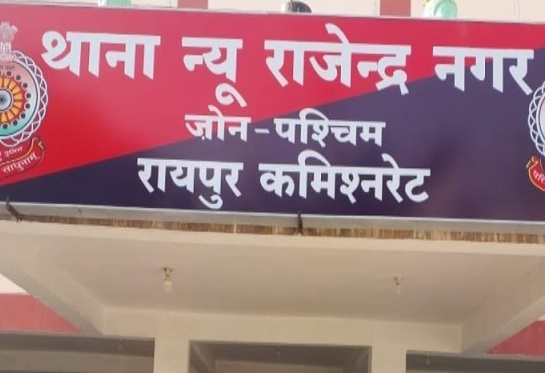 थाना न्यू राजेन्द्र नगर
ज़ोन-पश्चिम
रायपुर कमिश्नरेट